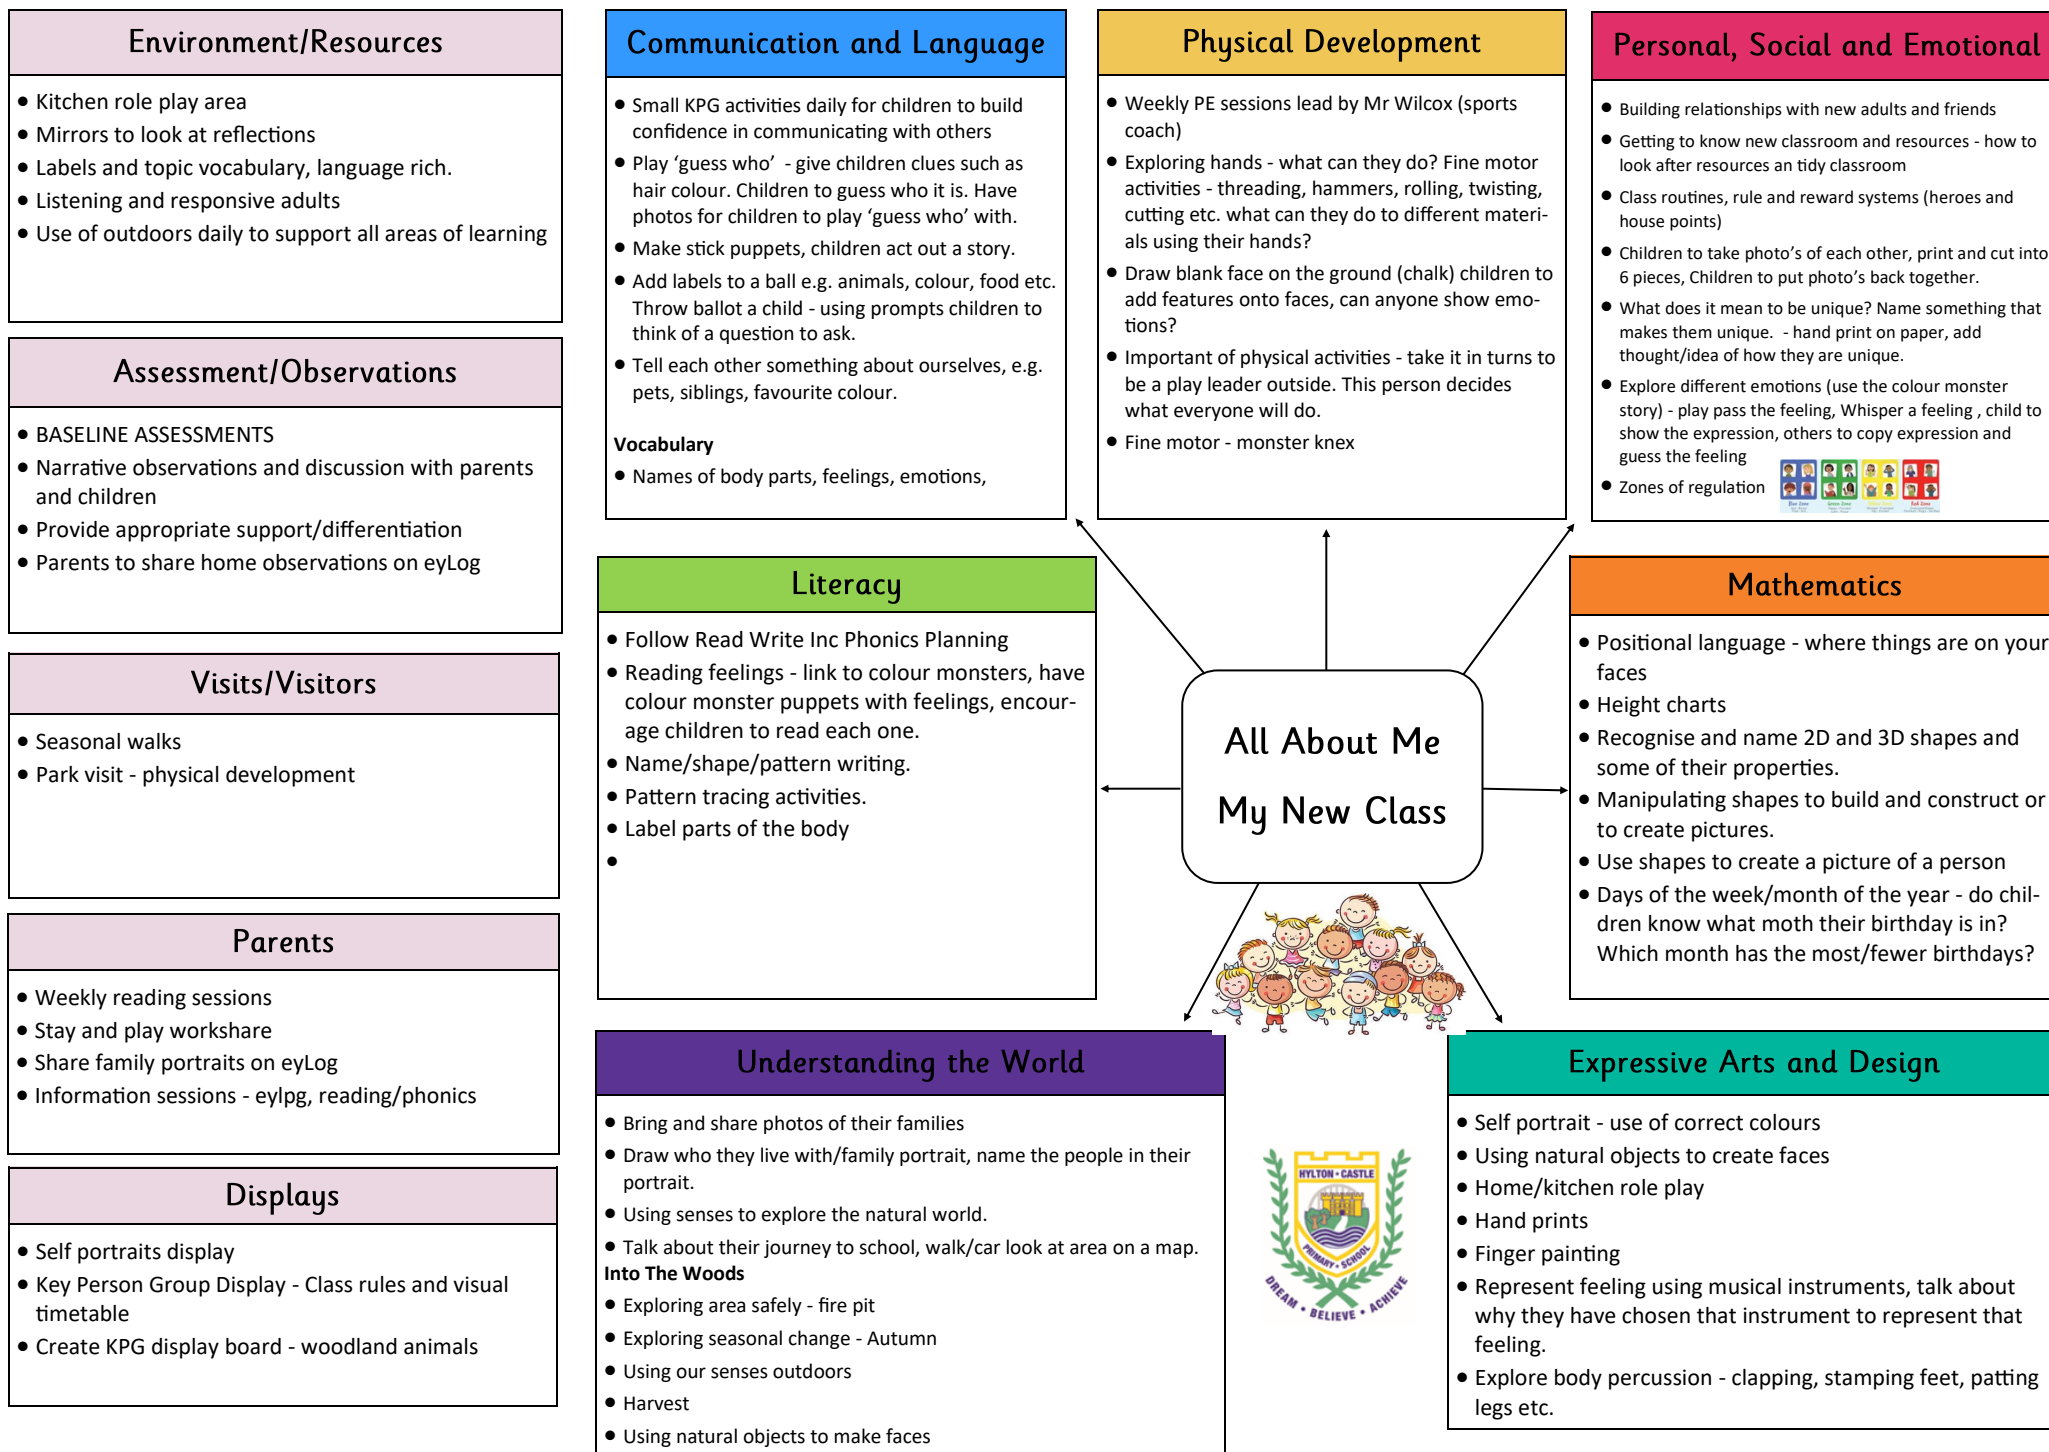 Environment/Resources
• Kitchen role play area
• Mirrors to look at reflections
• Labels and topic vocabulary, language rich.
• Listening and responsive adults
• Use of outdoors daily to support all areas of learning
Assessment/Observations
• BASELINE ASSESSMENTS
• Narrative observations and discussion with parents
and children
• Provide appropriate support/differentiation
• Parents to share home observations on eyLog
Visits/Visitors
• Seasonal walks
• Park visit - physical development
Parents
• Weekly reading sessions
• Stay and play workshare
• Share family portraits on eyLog
• Information sessions - eylpg, reading/phonics
Displays
• Self portraits display
• Key Person Group Display - Class rules and visual
timetable
• Create KPG display board - woodland animals
Communication and Language
• Small KPG activities daily for children to build
confidence in communicating with others
• Play ‘guess who’ - give children clues such as
hair colour. Children to guess who it is. Have
photos for children to play ‘guess who’ with.
• Make stick puppets, children act out a story.
• Add labels to a ball e.g. animals, colour, food etc.
Throw ballot a child - using prompts children to
think of a question to ask.
• Tell each other something about ourselves, e.g.
pets, siblings, favourite colour.
Vocabulary
• Names of body parts, feelings, emotions,
Physical Development
• Weekly PE sessions lead by Mr Wilcox (sports
coach)
• Exploring hands - what can they do? Fine motor
activities - threading, hammers, rolling, twisting,
cutting etc. what can they do to different materi-
als using their hands?
• Draw blank face on the ground (chalk) children to
add features onto faces, can anyone show emo-
tions?
• Important of physical activities - take it in turns to
be a play leader outside. This person decides
what everyone will do.
• Fine motor - monster knex
Personal, Social and Emotional
• Building relationships with new adults and friends
• Getting to know new classroom and resources - how to
look after resources an tidy classroom
• Class routines, rule and reward systems (heroes and
house points)
• Children to take photo’s of each other, print and cut into
6 pieces, Children to put photo’s back together.
• What does it mean to be unique? Name something that
makes them unique. - hand print on paper, add
thought/idea of how they are unique.
• Explore different emotions (use the colour monster
story) - play pass the feeling, Whisper a feeling , child to
show the expression, others to copy expression and
guess the feeling
• Zones of regulation
Blue Zone
Green Zone
Red Zone
Literacy
• Follow Read Write Inc Phonics Planning
• Reading feelings - link to colour monsters, have
colour monster puppets with feelings, encour-
age children to read each one.
• Name/shape/pattern writing.
• Pattern tracing activities.
• Label parts of the body
•
All About Me
My New Class
Mathematics
• Positional language - where things are on your
faces
• Height charts
• Recognise and name 2D and 3D shapes and
some of their properties.
• Manipulating shapes to build and construct or
to create pictures.
• Use shapes to create a picture of a person
• Days of the week/month of the year - do chil-
dren know what moth their birthday is in?
Which month has the most/fewer birthdays?
Understanding the World
• Bring and share photos of their families
• Draw who they live with/family portrait, name the people in their
portrait.
• Using senses to explore the natural world.
• Talk about their journey to school, walk/car look at area on a map.
Into The Woods
• Exploring area safely - fire pit
• Exploring seasonal change - Autumn
• Using our senses outdoors
• Harvest
• Using natural objects to make faces
HYLTON • CASTLE
PRIMARY • SCHOOL
DREAM • BELIEVE • ACHIEVE
Expressive Arts and Design
• Self portrait - use of correct colours
• Using natural objects to create faces
• Home/kitchen role play
• Hand prints
• Finger painting
• Represent feeling using musical instruments, talk about
why they have chosen that instrument to represent that
feeling.
• Explore body percussion - clapping, stamping feet, patting
legs etc.